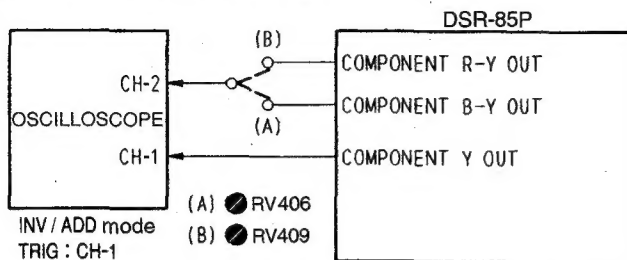 DSR-85P
(B)
COMPONENT R-Y OUT
CH-2
OSCILLOSCOPE
COMPONENT B-Y OUT
(A)
CH-1
COMPONENT Y OUT
(A) RV406
INV / ADD mode
(B) RV409
TRIG : CH-1